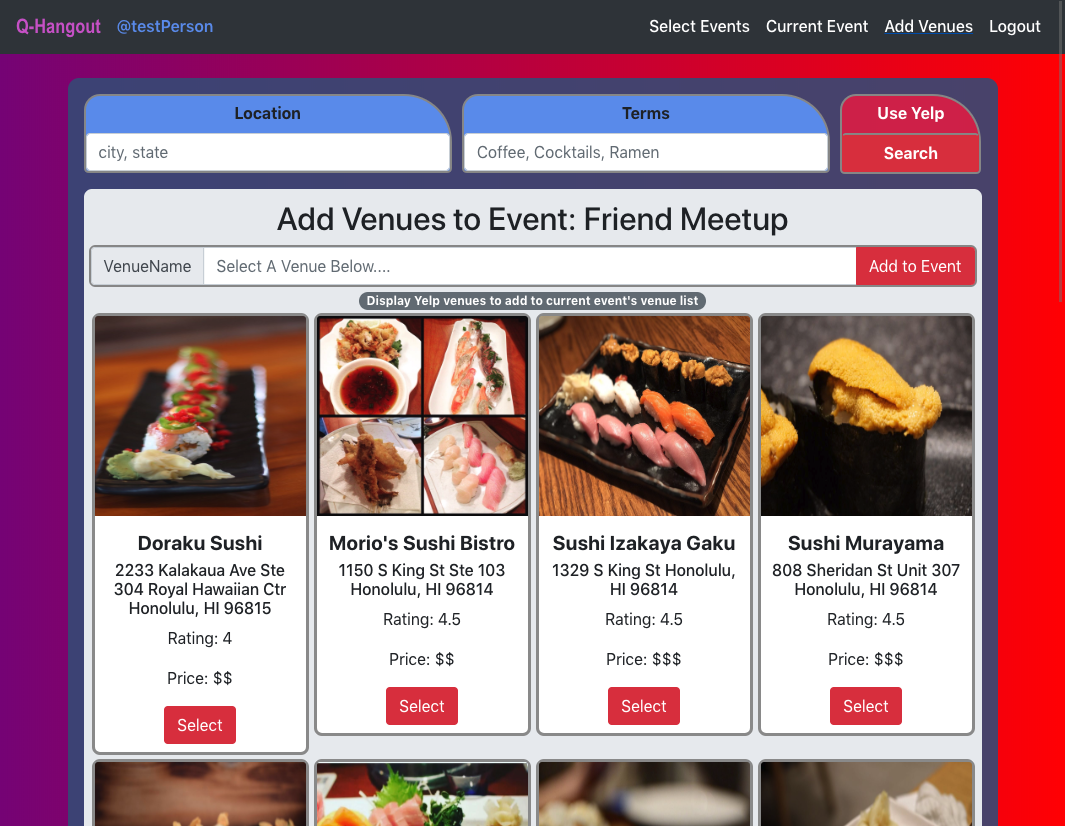 Q-Hangout @testPerson Select Events Current Event Add Venues Logout
Location Terms Use Yelp
city, state Coffee, Cocktails, Ramen Search
Add Venues to Event: Friend Meetup
VenueName Select A Venue Below.... Add to Event
Display Yelp venues to add to current event's venue list
Doraku Sushi
2233 Kalakaua Ave Ste
304 Royal Hawaiian Ctr
Honolulu, HI 96815
Rating: 4
Price: $$
Select
Morio's Sushi Bistro
1150 S King St Ste 103
Honolulu, HI 96814
Rating: 4.5
Price: $$
Select
Sushi Izakaya Gaku
1329 S King St Honolulu,
HI 96814
Rating: 4.5
Price: $$$
Select
Sushi Murayama
808 Sheridan St Unit 307
Honolulu, HI 96814
Rating: 4.5
Price: $$$
Select